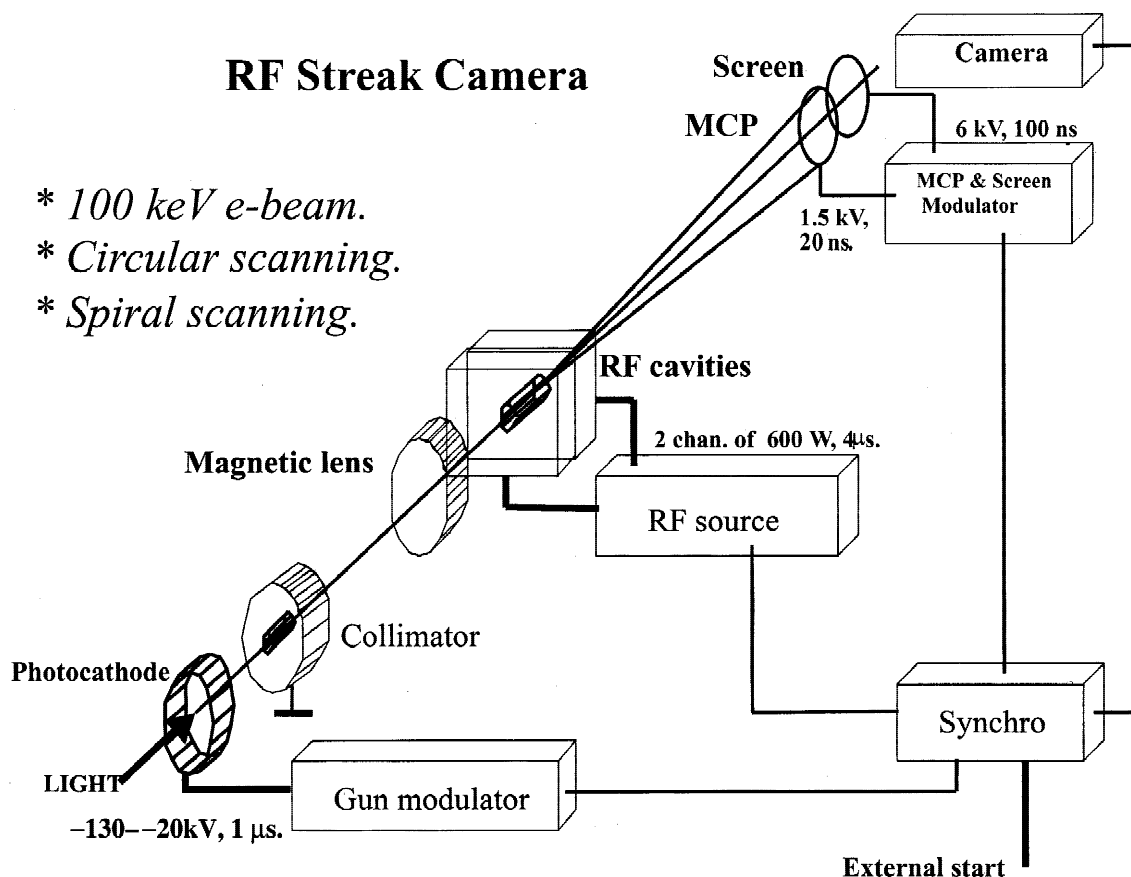 RF Streak Camera
* 100 keV e-beam.
* Circular scanning.
* Spiral scanning.
Screen
MCP
Camera
6 kV, 100 ns
MCP & Screen
Modulator
1.5 kV,
20 ns.
RF cavities
2 chan. of 600 W, 4μs.
Magnetic lens
RF source
Collimator
Photocathode
Synchro
LIGHT
Gun modulator
–130– –20kV, 1 μs.
External start